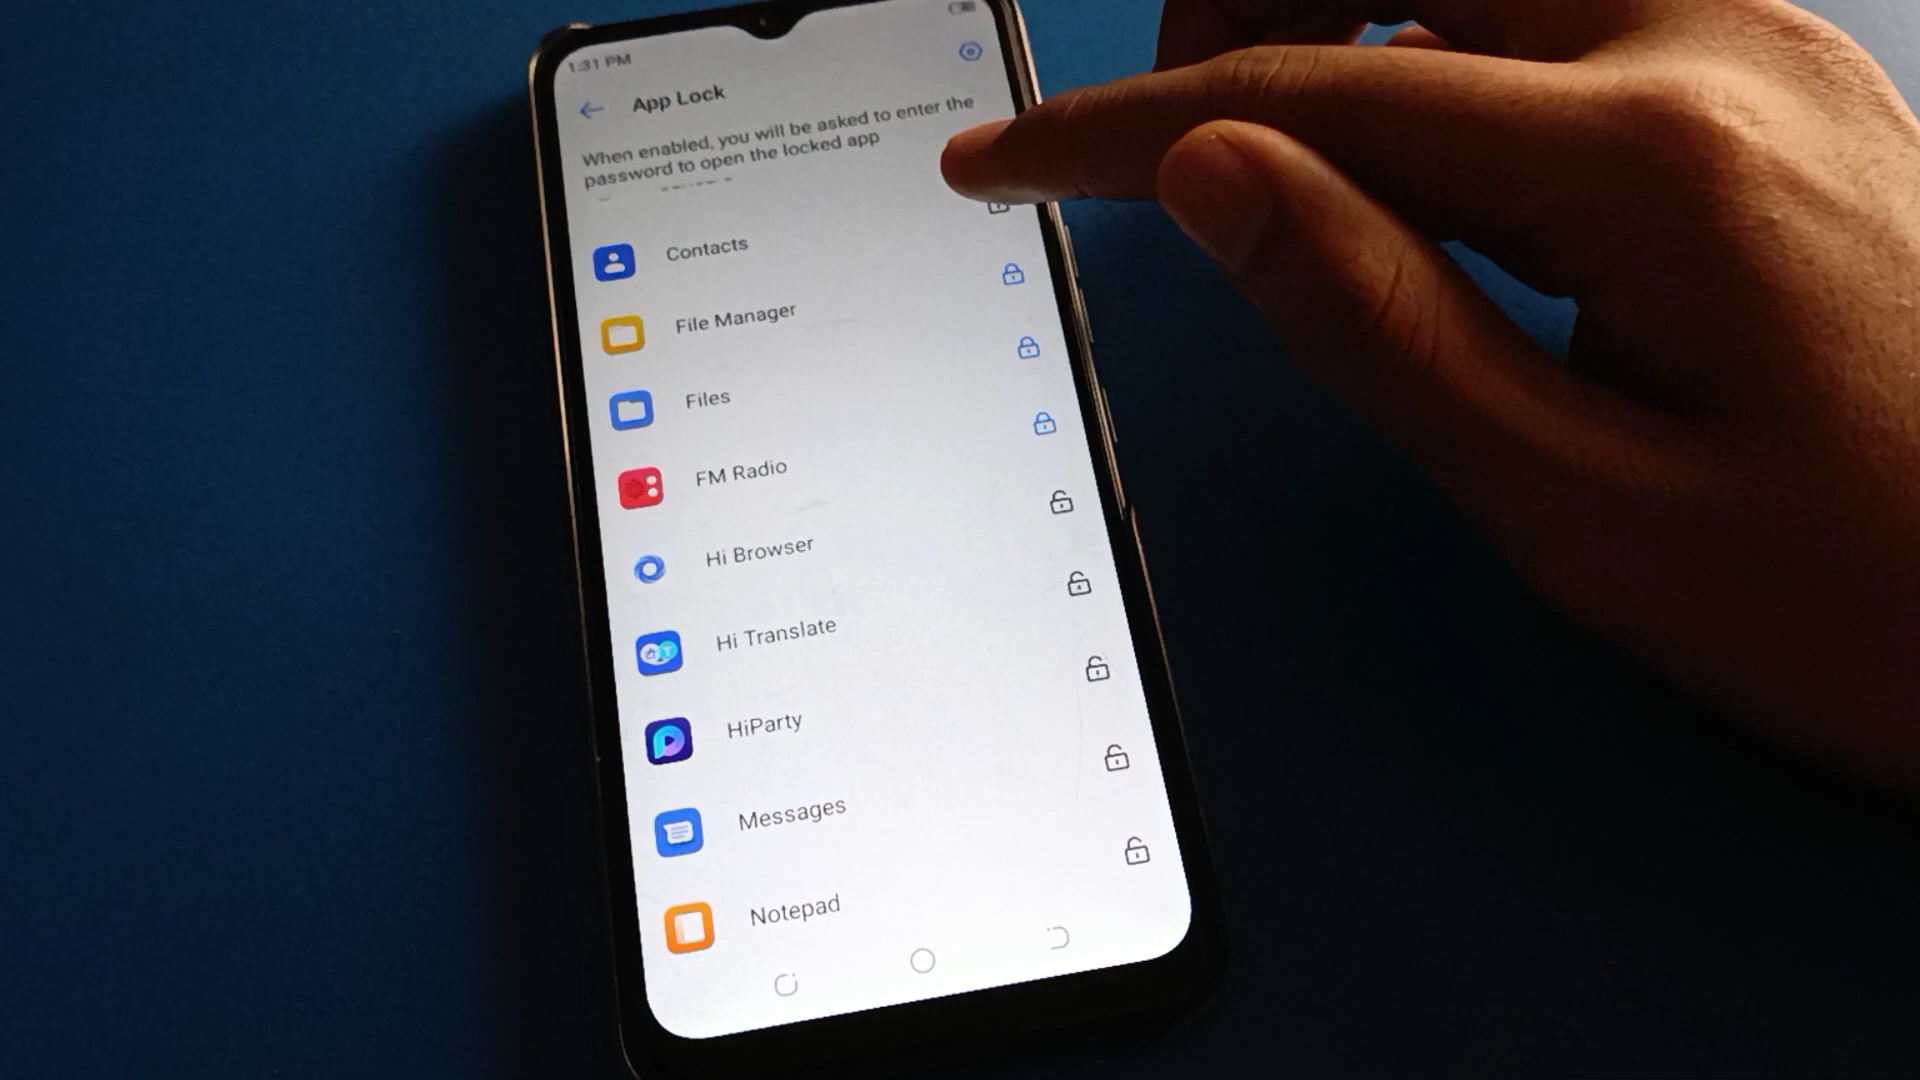 1:31 PM
App Lock
When enabled, you will be asked to enter the
password to open the locked app
Contacts
File Manager
Files
FM Radio
Hi Browser
Hi Translate
HiParty
Messages
Notepad